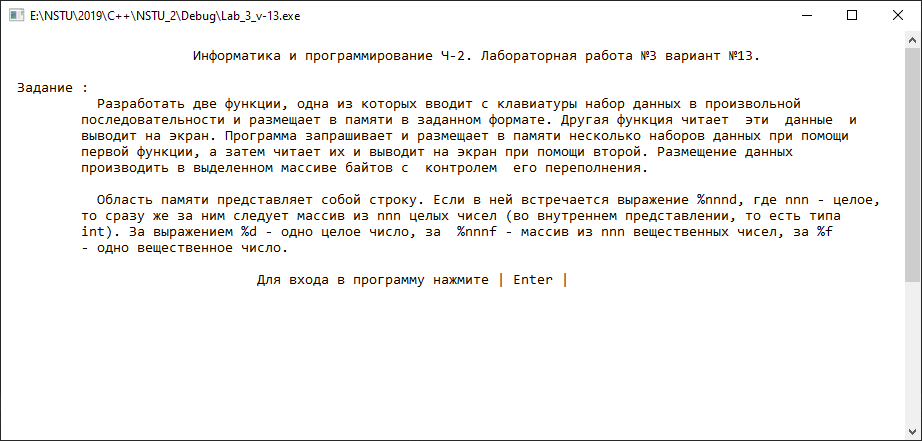 E:\NSTU\2019\C++\NSTU_2\Debug\Lab_3_v-13.exe
Информатика и программирование Ч-2. Лабораторная работа №3 вариант №13.
Задание :
Разработать две функции, одна из которых вводит с клавиатуры набор данных в произвольной
последовательности и размещает в памяти в заданном формате. Другая функция читает эти данные и
выводит на экран. Программа запрашивает и размещает в памяти несколько наборов данных при помощи
первой функции, а затем читает их и выводит на экран при помощи второй. Размещение данных
производить в выделенном массиве байтов с контролем его переполнения.
Область памяти представляет собой строку. Если в ней встречается выражение %nnnd, где nnn - целое,
то сразу же за ним следует массив из nnn целых чисел (во внутреннем представлении, то есть типа
int). За выражением %d - одно целое число, за %nnnf - массив из nnn вещественных чисел, за %f
- одно вещественное число.
Для входа в программу нажмите | Enter |